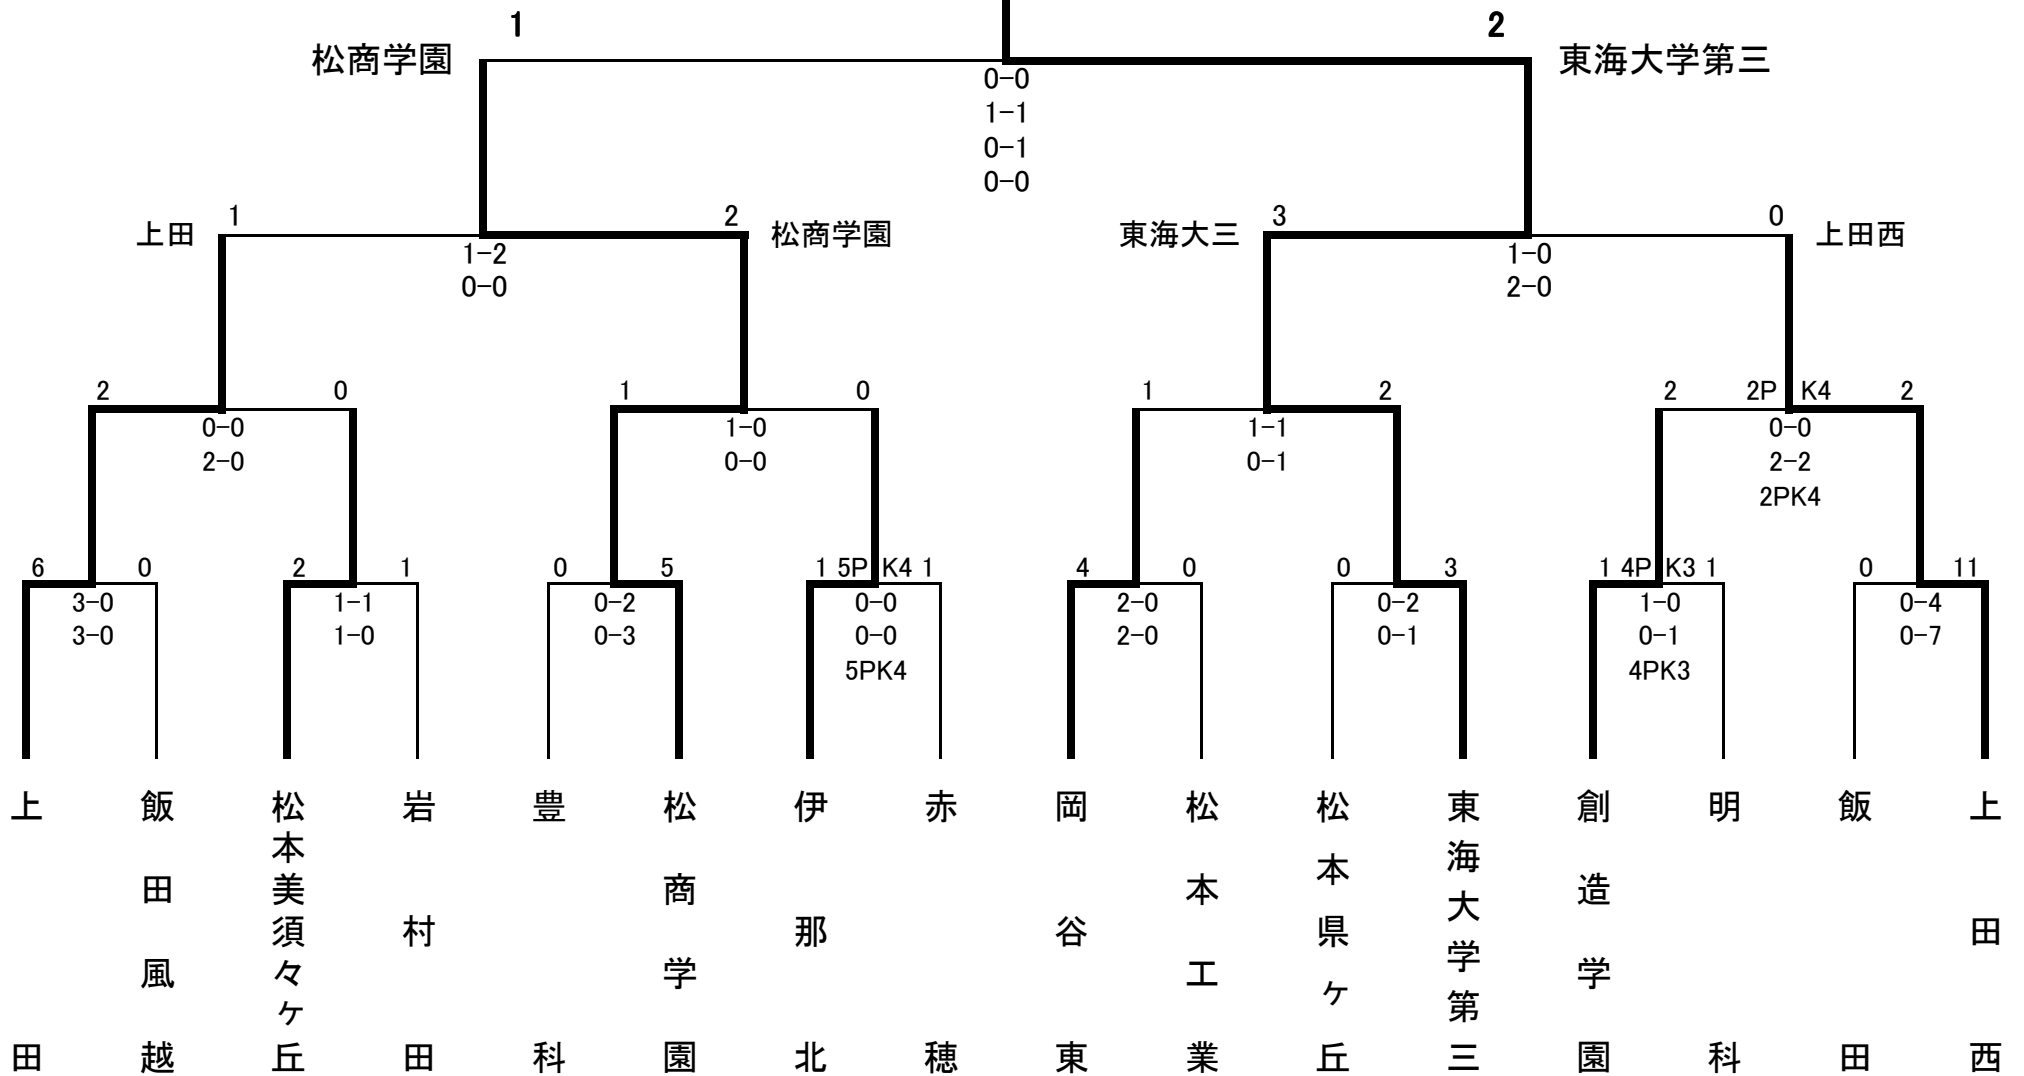 1 2
松商学園 東海大学第三
0-0
1-1
0-1
0-0
1 2 3 0
上田 松商学園 東海大三 上田西
1-2 1-0
0-0 2-0
2 0 1 0 1 2 2 2P K4 2
0-0 1-0 1-1 0-0
2-0 0-0 0-1 2-2
2PK4
6 0 2 1 0 5 1 5P K4 1 4 0 0 3 1 4P K3 1 0 11
3-0 1-1 0-2 0-0 2-0 0-2 1-0 0-4
3-0 1-0 0-3 0-0 2-0 0-1 0-1 0-7
5PK4 4PK3
上田
飯田風越
松本美須々ケ丘
岩村田
豊科
松商学園
伊那北
赤穂
岡谷東
松本工業
松本県ケ丘
東海大学第三
創造学園
明科
飯田
上田西